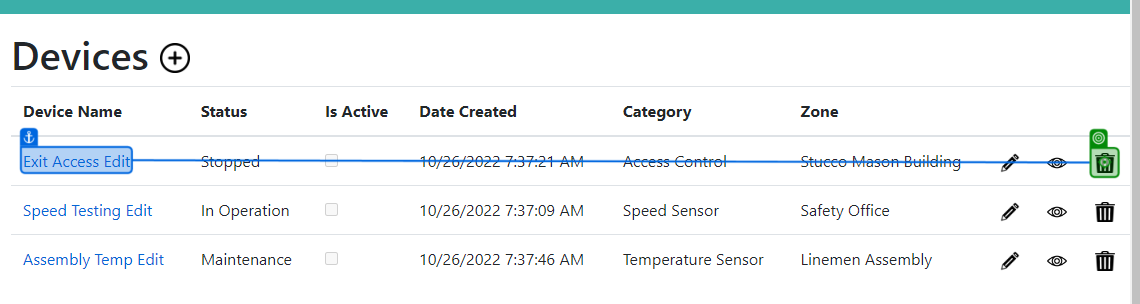 Devices
Device Name Status Is Active Date Created Category Zone
Exit Access Edit Stopped 10/26/2022 7:37:21 AM Access Control Stucco Mason Building
Speed Testing Edit In Operation 10/26/2022 7:37:09 AM Speed Sensor Safety Office
Assembly Temp Edit Maintenance 10/26/2022 7:37:46 AM Temperature Sensor Linemen Assembly